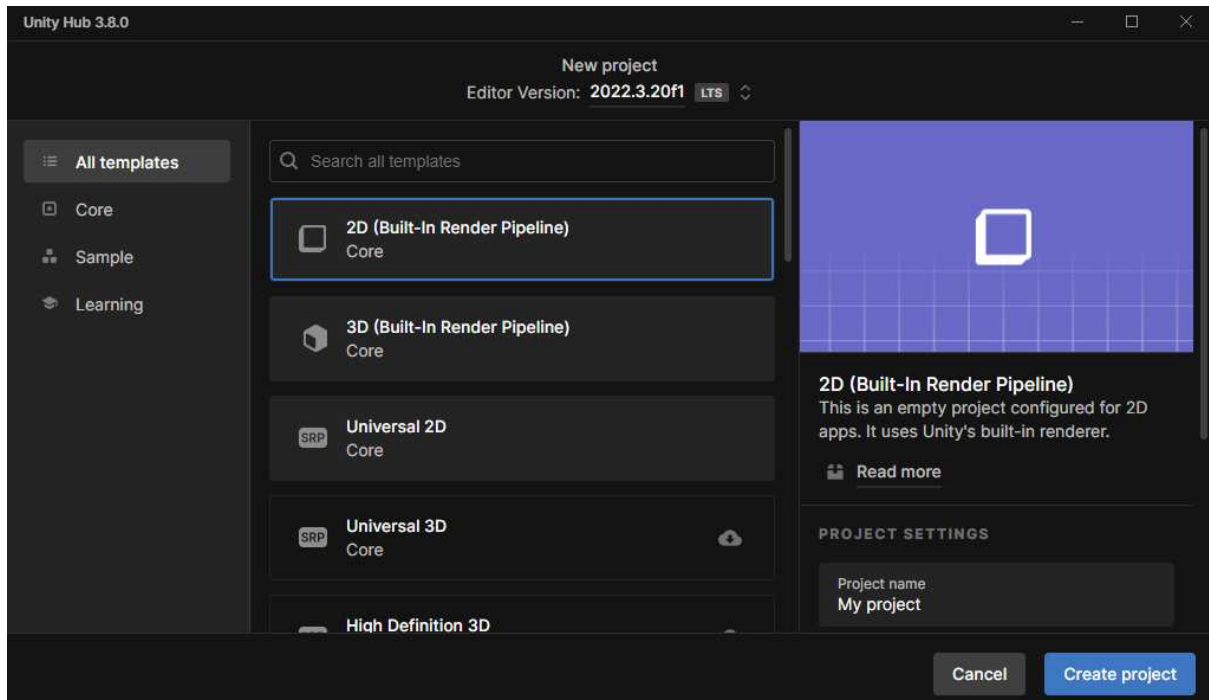 Unity Hub 3.8.0
New project
Editor Version: 2022.3.20f1 LTS
All templates
Core
Sample
Learning
Search all templates
2D (Built-In Render Pipeline)
Core
3D (Built-In Render Pipeline)
Core
SRP
Universal 2D
Core
SRP
Universal 3D
Core
High Definition 3D
2D (Built-In Render Pipeline)
This is an empty project configured for 2D
apps. It uses Unity's built-in renderer.
Read more
PROJECT SETTINGS
Project name
My project
Cancel
Create project